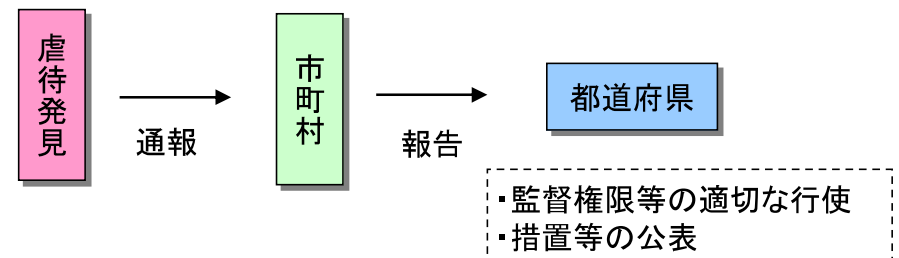 虐待発見
通報
市町村
報告
都道府県
・監督権限等の適切な行使
・措置等の公表